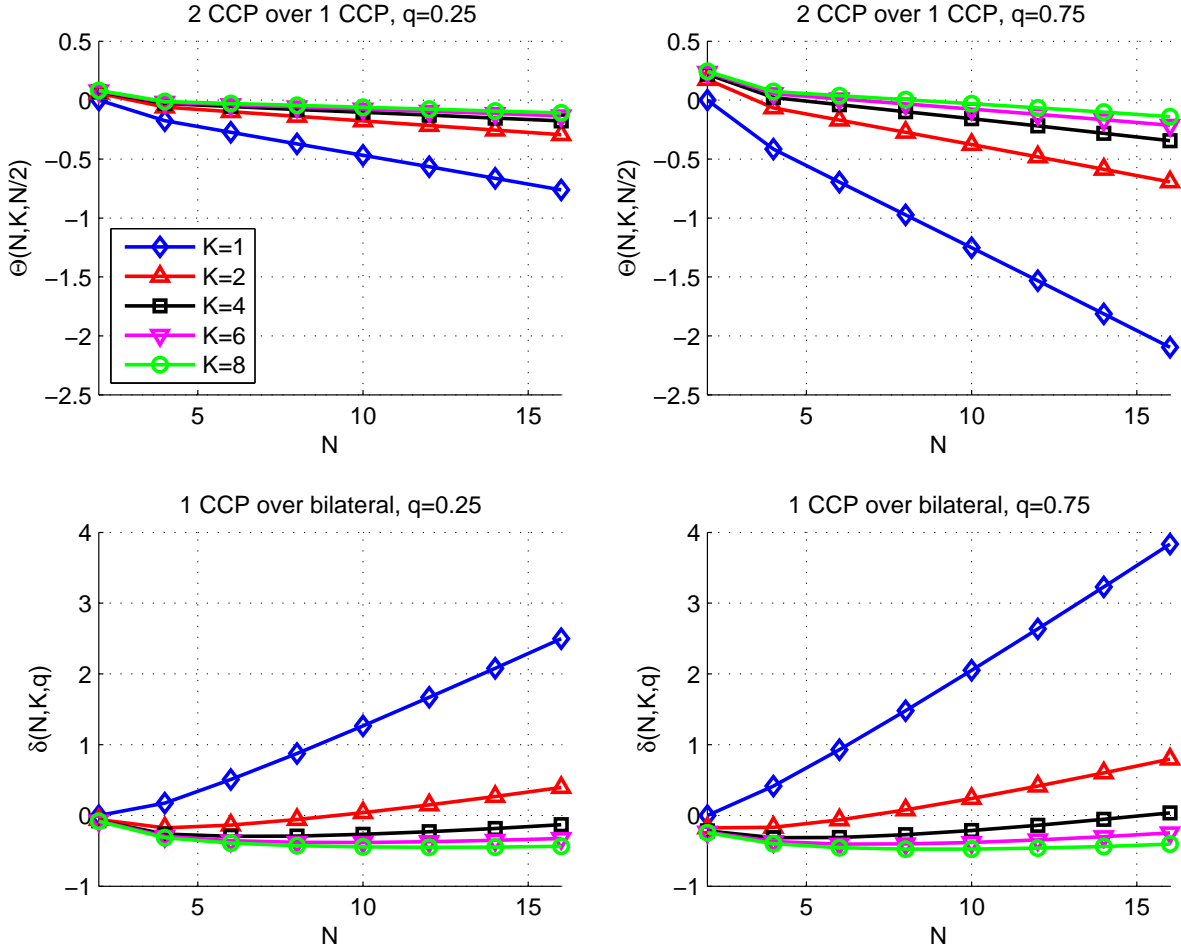 2 CCP over 1 CCP, q=0.25
0.5
0
−0.5
−1
−1.5
−2
−2.5
Θ(N,K,N/2)
K=1
K=2
K=4
K=6
K=8
5 10 15
N
2 CCP over 1 CCP, q=0.75
0.5
0
−0.5
−1
−1.5
−2
−2.5
Θ(N,K,N/2)
5 10 15
N
1 CCP over bilateral, q=0.25
4
3
2
1
0
−1
δ(N,K,q)
5 10 15
N
1 CCP over bilateral, q=0.75
4
3
2
1
0
−1
δ(N,K,q)
5 10 15
N